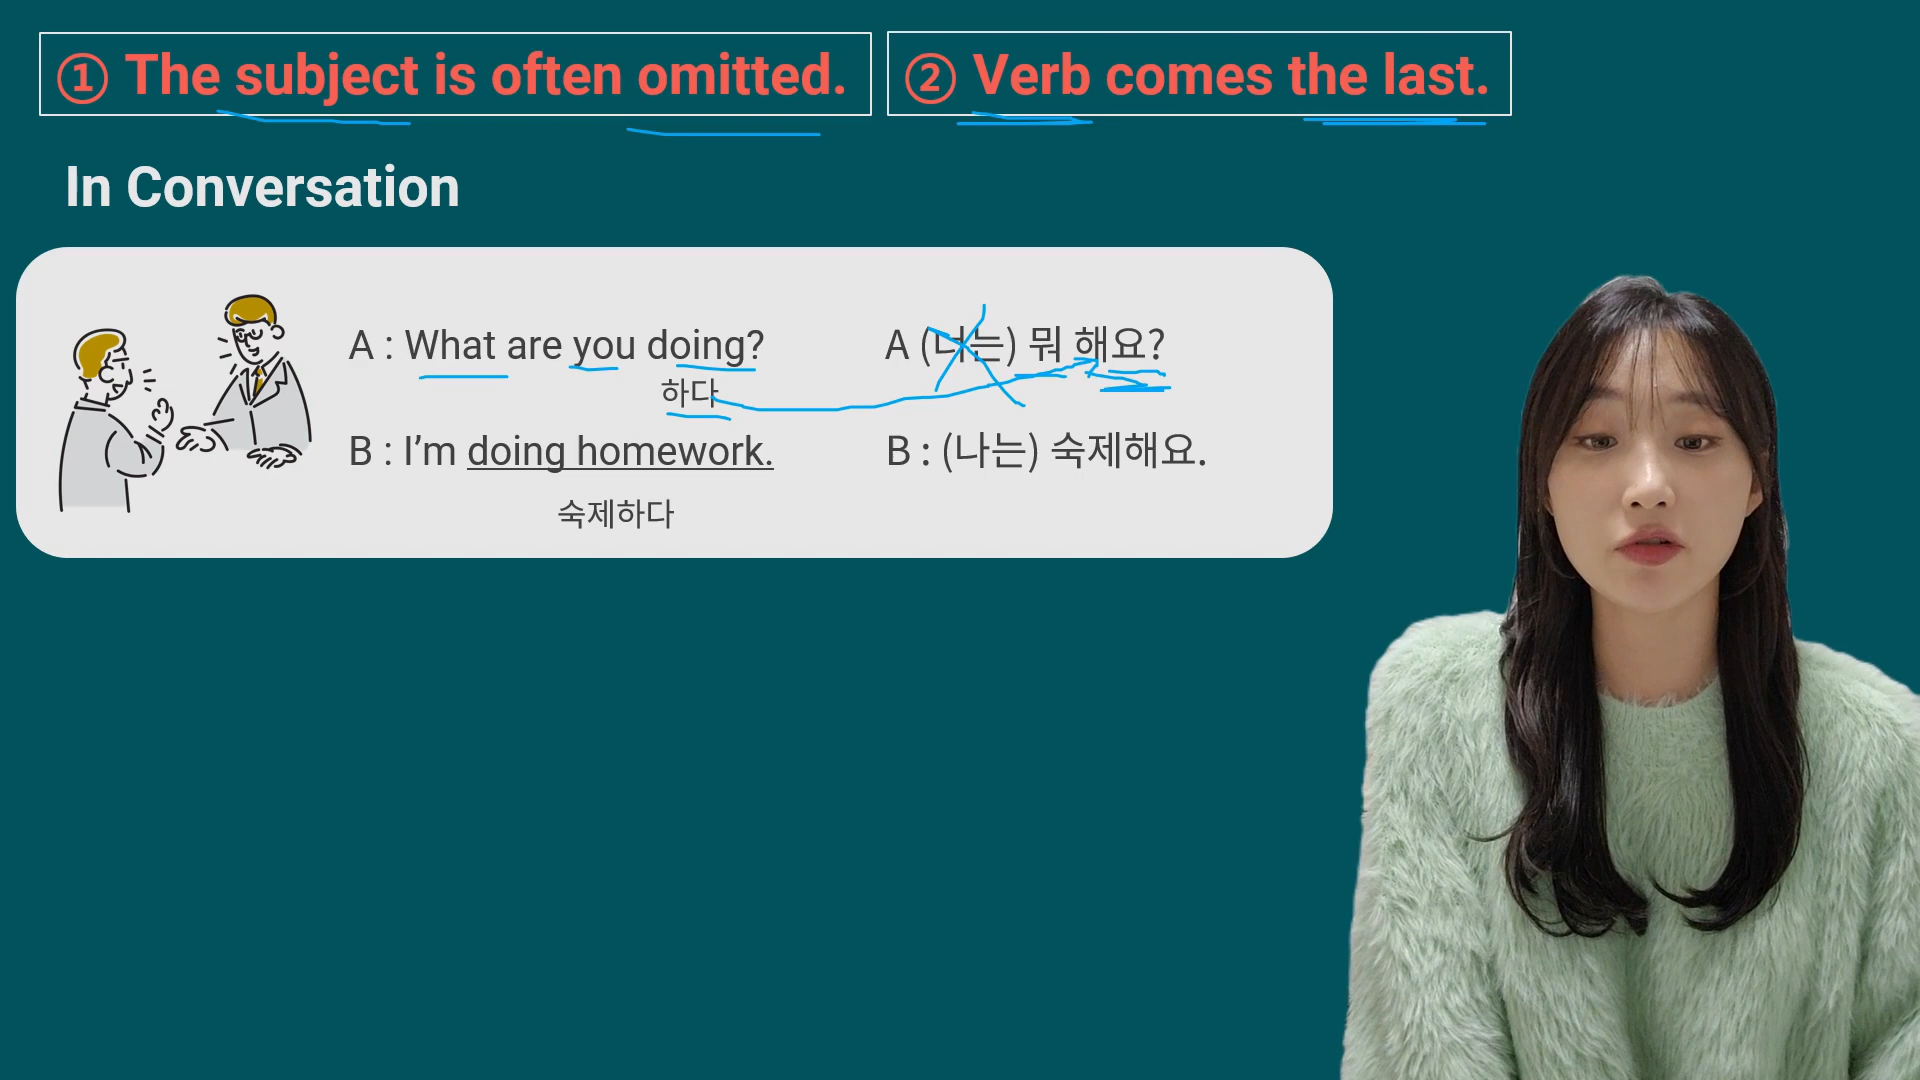 ① The subject is often omitted. ② Verb comes the last.
In Conversation
A : What are you doing? A (너는) 뭐 해요?
하다
B : I'm doing homework. B : (나는) 숙제해요.
숙제하다